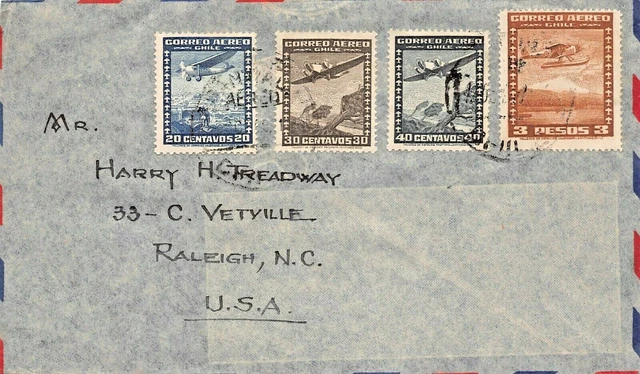 CORREO AEREO
CHILE
20 CENTAVOS 20
CORREO AEREO
CHILE
30 CENTAVOS 30
CORREO AEREO
CHILE
40 CENTAVOS 40
CORREO AEREO
CHILE
3 PESOS 3
MR.
HARRY H. TREADWAY
33-C. VETVILLE
RALEIGH, N.C.
U.S.A.